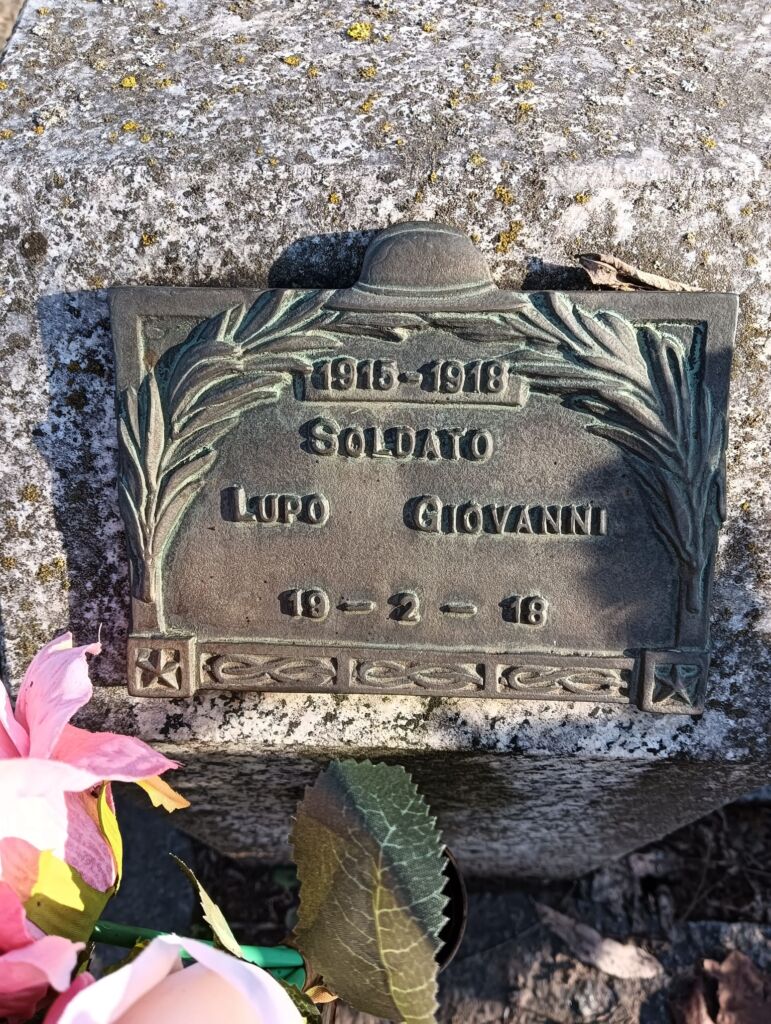 1915-1918
SOLDATO
LUPO GIOVANNI
19 - 2 - 18